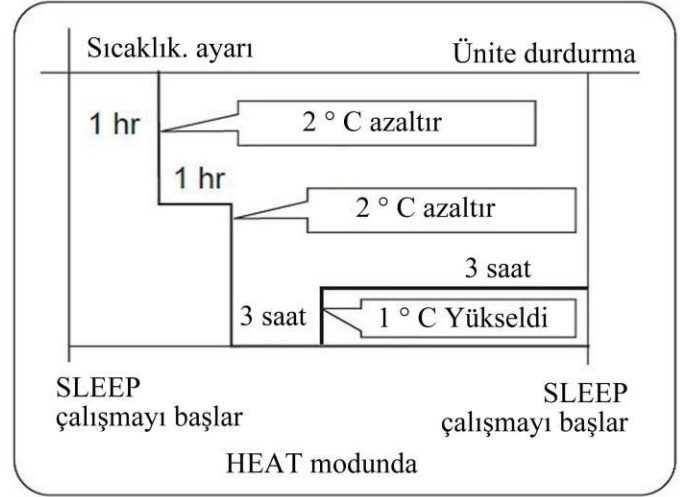 Sıcaklık. ayarı
Ünite durdurma
1 hr
2 ° C azaltır
1 hr
2 ° C azaltır
3 saat
3 saat
1 ° C Yükseldi
SLEEP
çalışmayı başlar
SLEEP
çalışmayı başlar
HEAT modunda